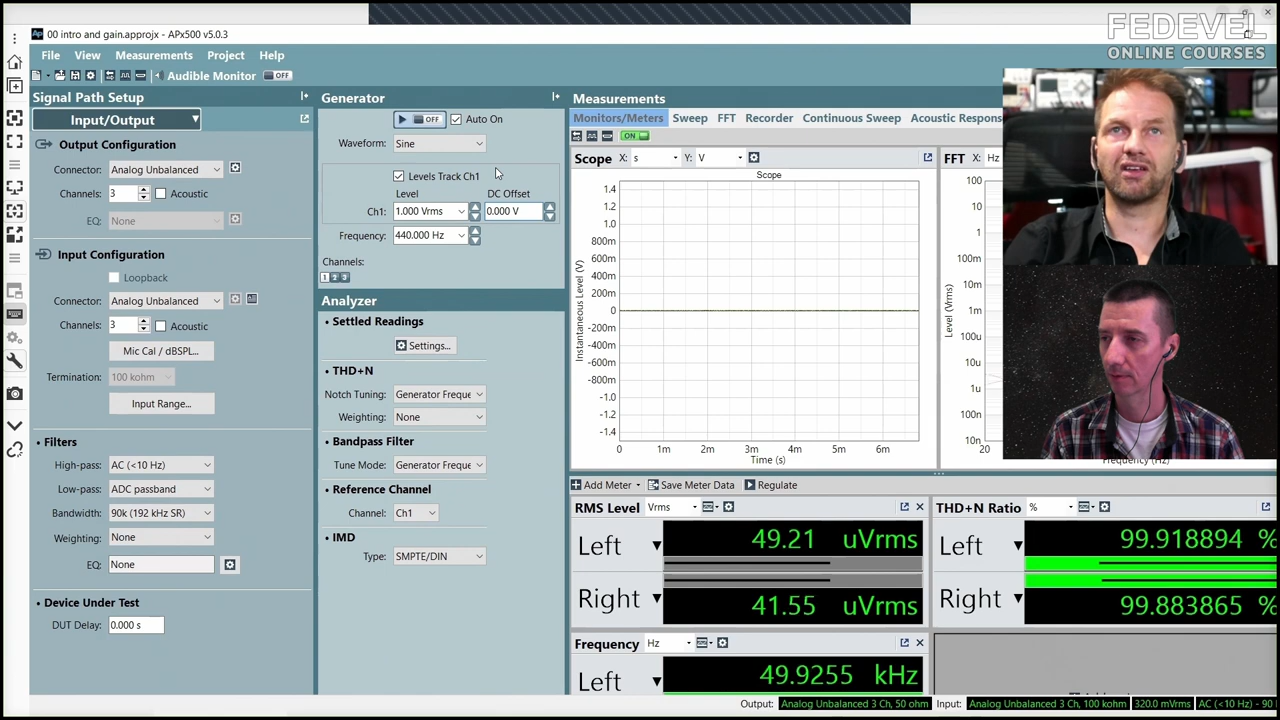 FEDEVEL
ONLINE COURSES
00 intro and gain.approjx - APx500 v5.0.3
File View Measurements Project Help
Audible Monitor OFF
Signal Path Setup
Input/Output
Output Configuration
Connector: Analog Unbalanced
Channels: 3 Acoustic
EQ: None
Input Configuration
Loopback
Connector: Analog Unbalanced
Channels: 3 Acoustic
Mic Cal / dBSPL...
Termination: 100 kohm
Input Range...
Filters
High-pass: AC (<10 Hz)
Low-pass: ADC passband
Bandwidth: 90k (192 kHz SR)
Weighting: None
EQ: None
Device Under Test
DUT Delay: 0.000 s
Generator
OFF Auto On
Waveform: Sine
Levels Track Ch1
Level DC Offset
Ch1: 1.000 Vrms 0.000 V
Frequency: 440.000 Hz
Channels:
1 2 3
Analyzer
Settled Readings
Settings...
THD+N
Notch Tuning: Generator Freque
Weighting: None
Bandpass Filter
Tune Mode: Generator Freque
Reference Channel
Channel: Ch1
IMD
Type: SMPTE/DIN
Measurements
Monitors/Meters Sweep FFT Recorder Continuous Sweep Acoustic Respons
ON
Scope X: s Y: V
Scope
1.4
1.2
1
800m
600m
400m
200m
0
-200m
-400m
-600m
-800m
-1
-1.2
-1.4
Instantaneous Level (V)
0 1m 2m 3m 4m 5m 6m
Time (s)
FFT X: Hz
100
10
1
100m
10m
1m
100u
10u
1u
100n
10n
Level (Vrms)
20
Frequency (Hz)
Add Meter Save Meter Data Regulate
RMS Level Vrms
Left 49.21 uVrms
Right 41.55 uVrms
THD+N Ratio %
Left 99.918894 %
Right 99.883865 %
Frequency Hz
Left 49.9255 kHz
Output: Analog Unbalanced 3 Ch, 50 ohm Input: Analog Unbalanced 3 Ch, 100 kohm 320.0 mVrms AC (<10 Hz) - 90